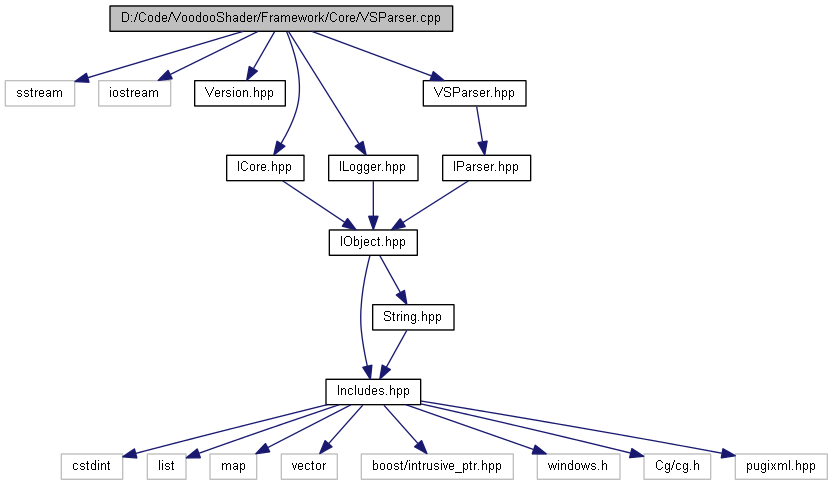 D:/Code/VoodooShader/Framework/Core/VSParser.cpp
sstream
iostream
Version.hpp
VSParser.hpp
ICore.hpp
ILogger.hpp
IParser.hpp
IObject.hpp
String.hpp
Includes.hpp
cstdint
list
map
vector
boost/intrusive_ptr.hpp
windows.h
Cg/cg.h
pugixml.hpp